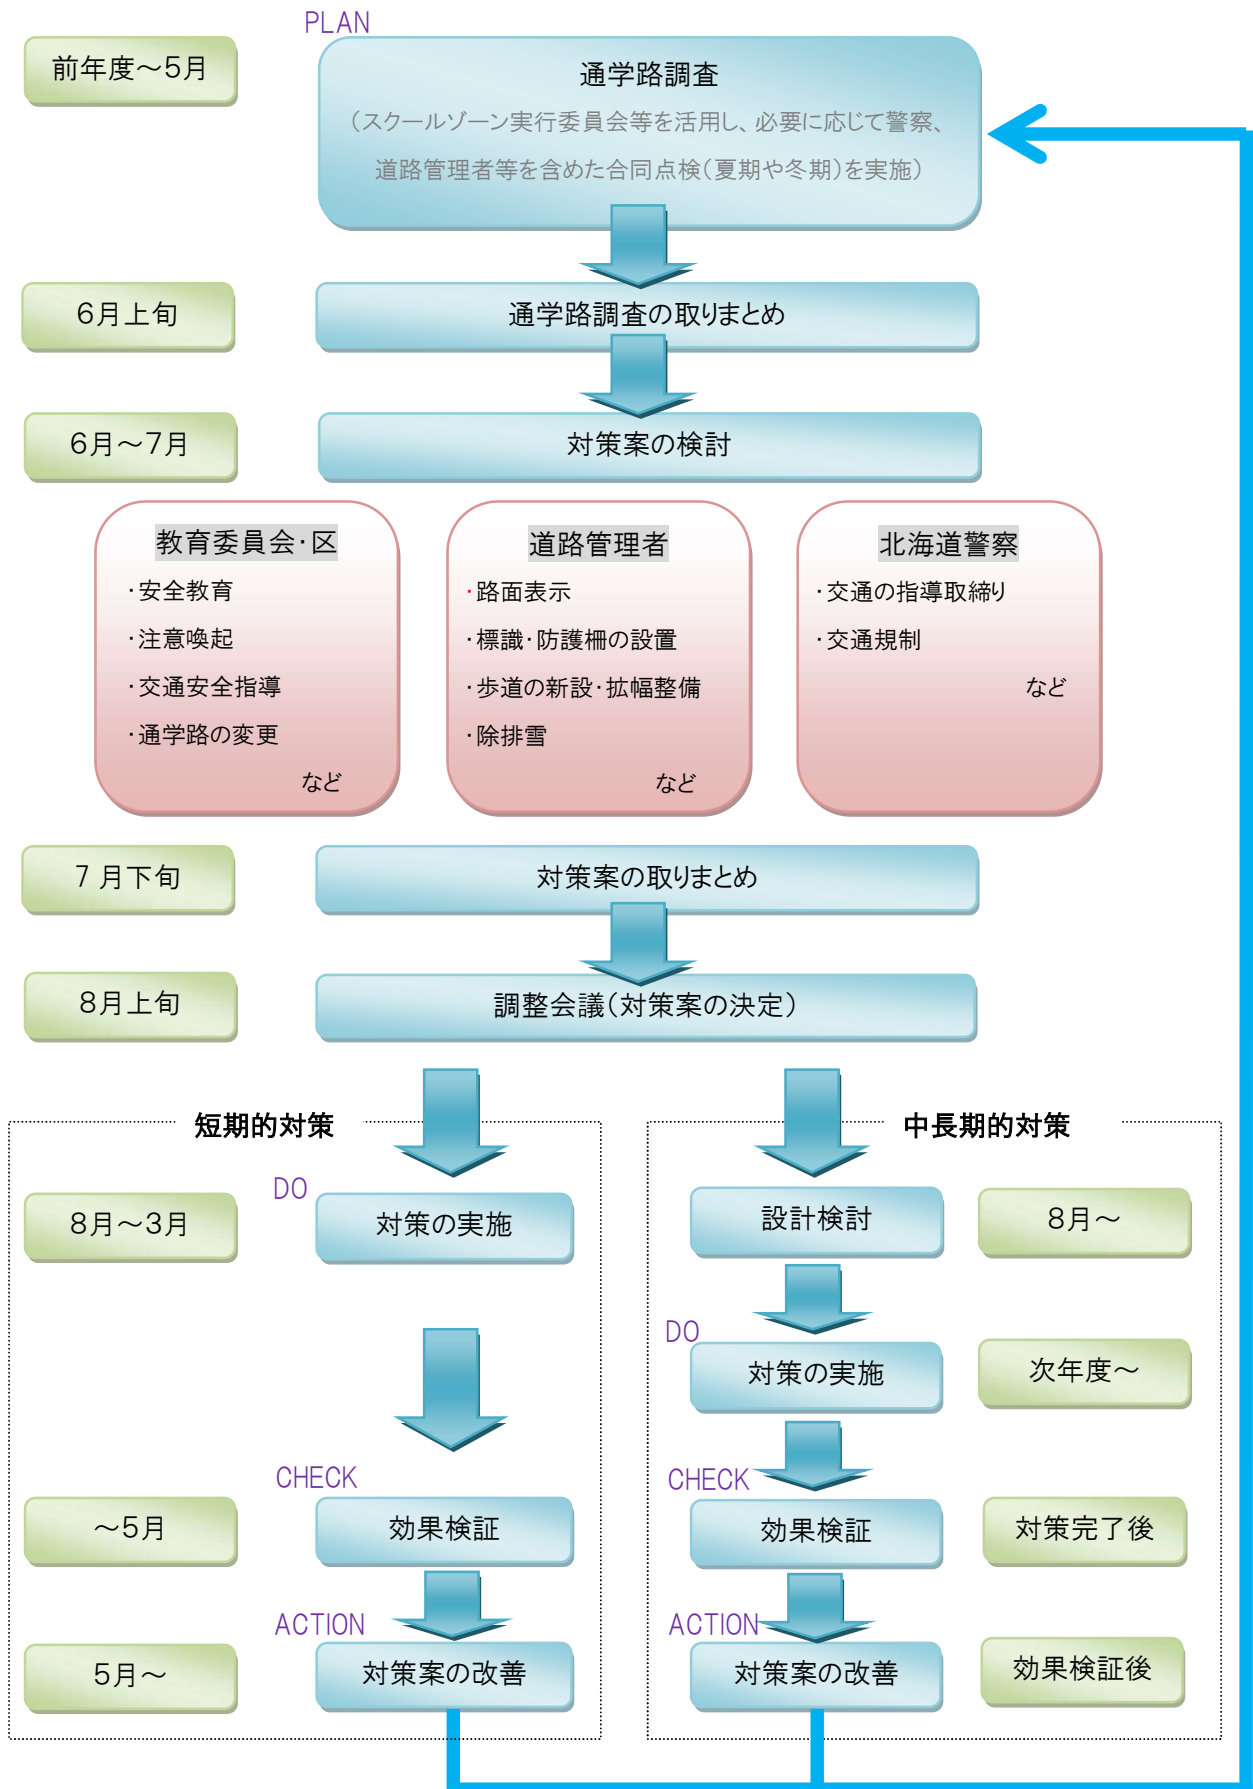 PLAN
前年度～5月
通学路調査
（スクールゾーン実行委員会等を活用し、必要に応じて警察、
道路管理者等を含めた合同点検（夏期や冬期）を実施）
6月上旬
通学路調査の取りまとめ
6月～7月
対策案の検討
教育委員会・区
・安全教育
・注意喚起
・交通安全指導
・通学路の変更
など
道路管理者
・路面表示
・標識・防護柵の設置
・歩道の新設・拡幅整備
・除排雪
など
北海道警察
・交通の指導取締り
・交通規制
など
7 月下旬
対策案の取りまとめ
8月上旬
調整会議（対策案の決定）
短期的対策
DO
8月～3月
対策の実施
CHECK
～5月
効果検証
ACTION
5月～
対策案の改善
中長期的対策
設計検討
8月～
DO
対策の実施
次年度～
CHECK
効果検証
対策完了後
ACTION
対策案の改善
効果検証後